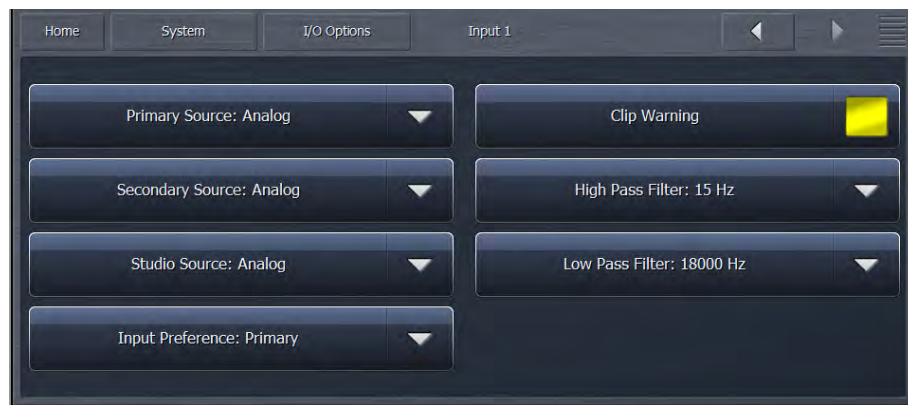 Home
System
I/O Options
Input 1
Primary Source: Analog
Clip Warning
Secondary Source: Analog
High Pass Filter: 15 Hz
Studio Source: Analog
Low Pass Filter: 18000 Hz
Input Preference: Primary